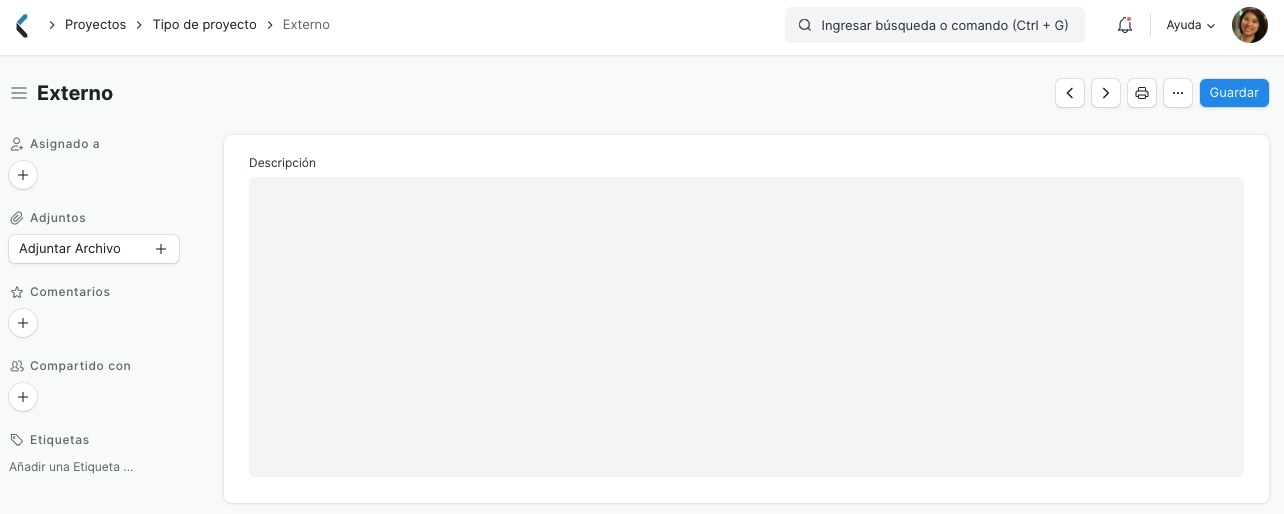 Proyectos
Tipo de proyecto
Externo
Ingresar búsqueda o comando (Ctrl + G)
Ayuda
Externo
Guardar
Asignado a
Adjuntos
Adjuntar Archivo
Comentarios
Compartido con
Etiquetas
Añadir una Etiqueta ...
Descripción